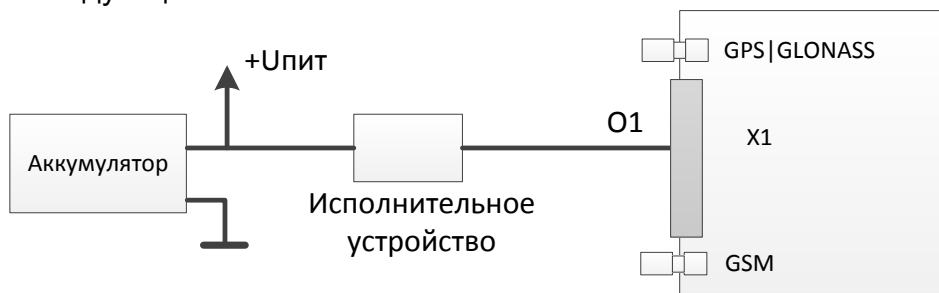 +Uпит
GPS|GLONASS
O1
X1
Аккумулятор
Исполнительное
устройство
GSM